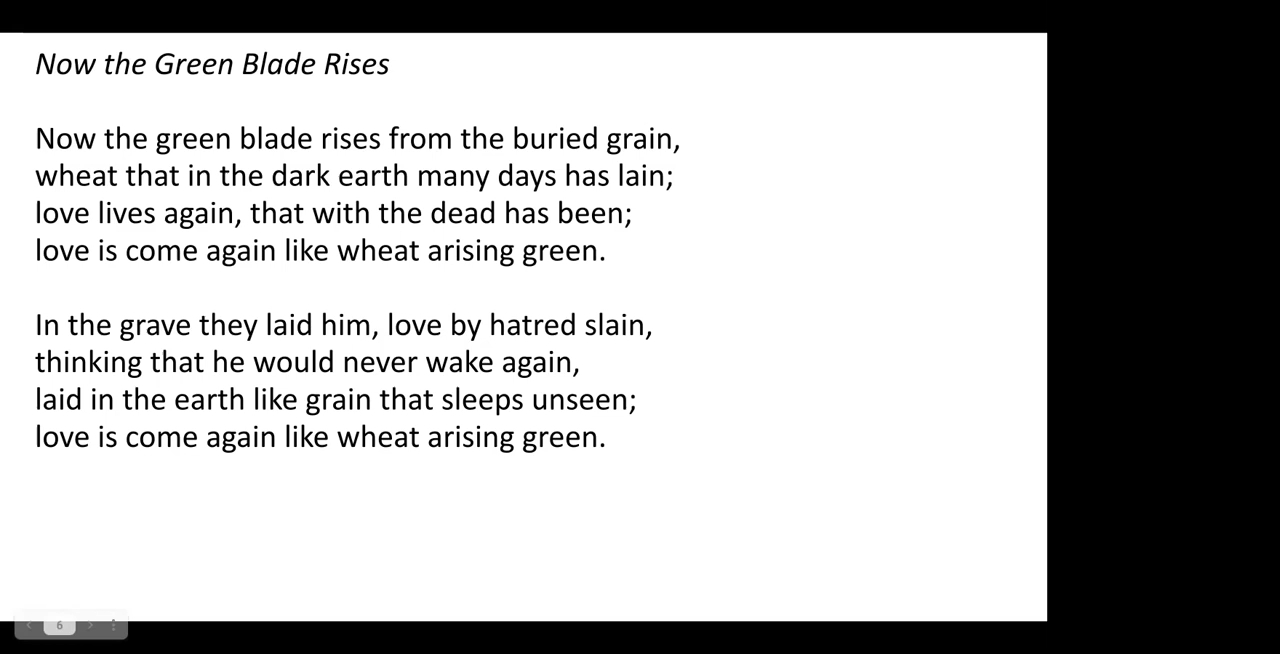 Now the Green Blade Rises
Now the green blade rises from the buried grain,
wheat that in the dark earth many days has lain;
love lives again, that with the dead has been;
love is come again like wheat arising green.
In the grave they laid him, love by hatred slain,
thinking that he would never wake again,
laid in the earth like grain that sleeps unseen;
love is come again like wheat arising green.
6